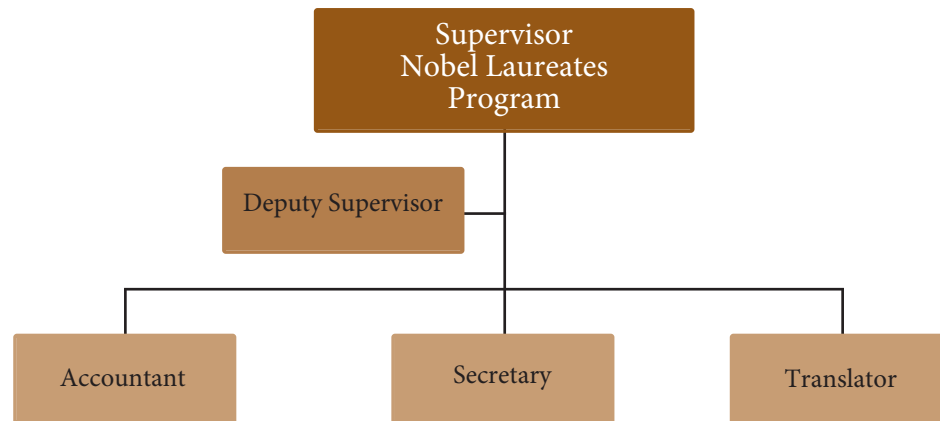 Supervisor
Nobel Laureates
Program
Deputy Supervisor
Accountant
Secretary
Translator